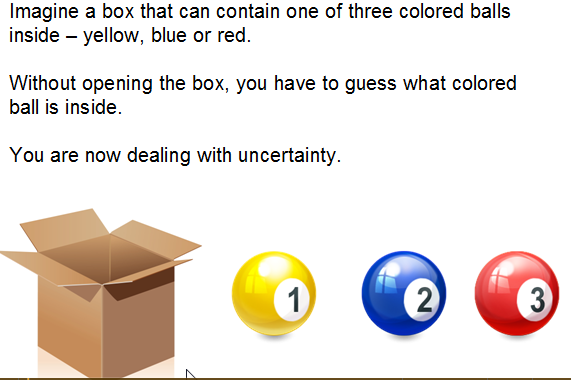 Imagine a box that can contain one of three colored balls
inside – yellow, blue or red.
Without opening the box, you have to guess what colored
ball is inside.
You are now dealing with uncertainty.
1 2 3